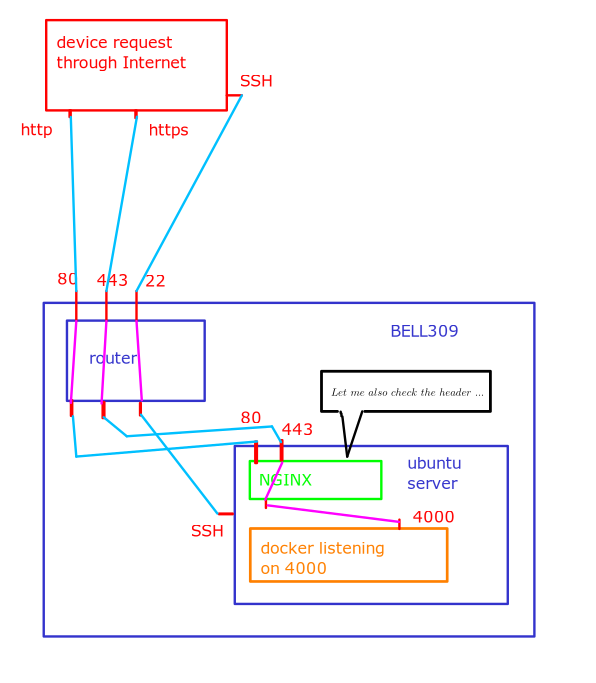 device request
through Internet
SSH
http
https
80
443
22
BELL309
router
Let me also check the header ...
80
443
ubuntu
server
NGINX
4000
SSH
docker listening
on 4000